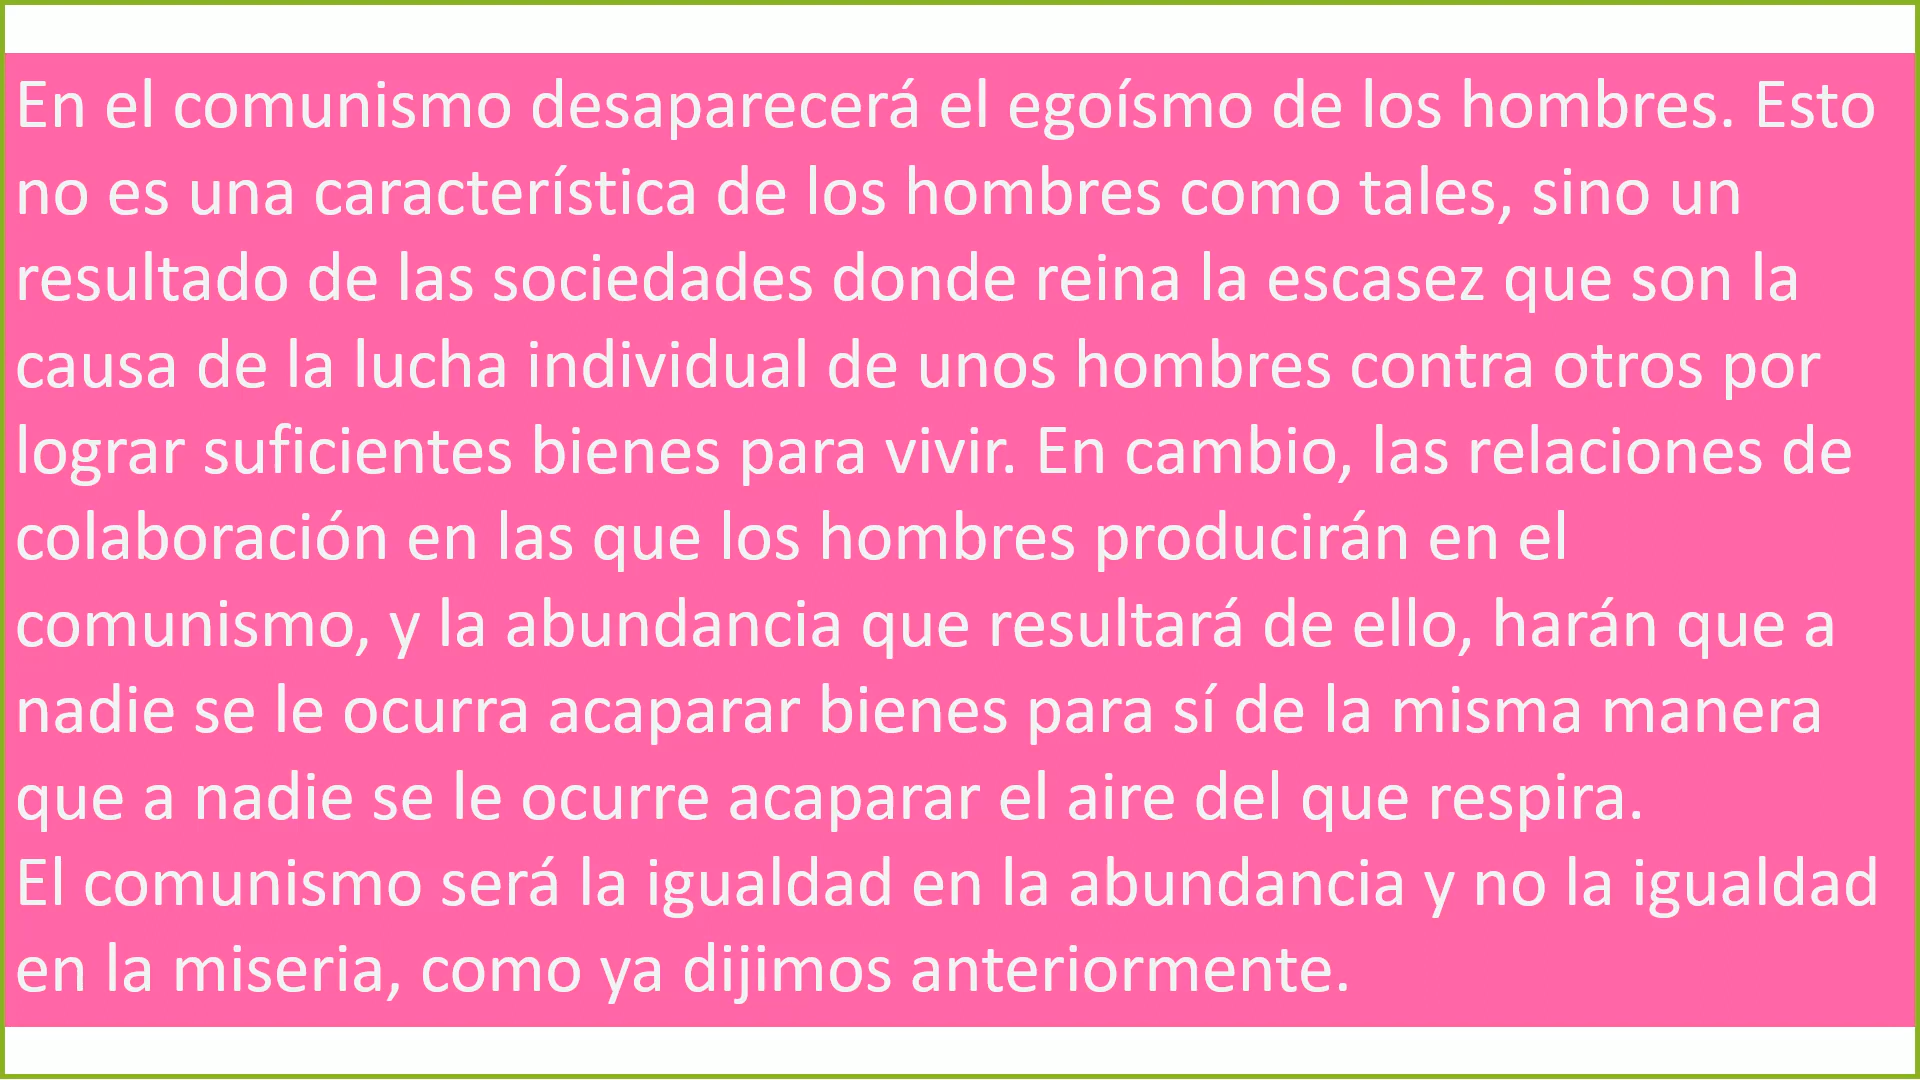 En el comunismo desaparecerá el egoísmo de los hombres. Esto
no es una característica de los hombres como tales, sino un
resultado de las sociedades donde reina la escasez que son la
causa de la lucha individual de unos hombres contra otros por
lograr suficientes bienes para vivir. En cambio, las relaciones de
colaboración en las que los hombres producirán en el
comunismo, y la abundancia que resultará de ello, harán que a
nadie se le ocurra acaparar bienes para sí de la misma manera
que a nadie se le ocurre acaparar el aire del que respira.
El comunismo será la igualdad en la abundancia y no la igualdad
en la miseria, como ya dijimos anteriormente.